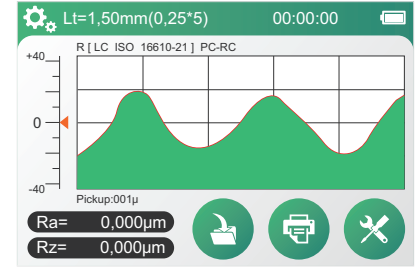 Lt=1,50mm(0,25*5) 00:00:00
R [ LC ISO 16610-21 ] PC-RC
+40
0
-40
Pickup:001µ
Ra= 0,000µm
Rz= 0,000µm